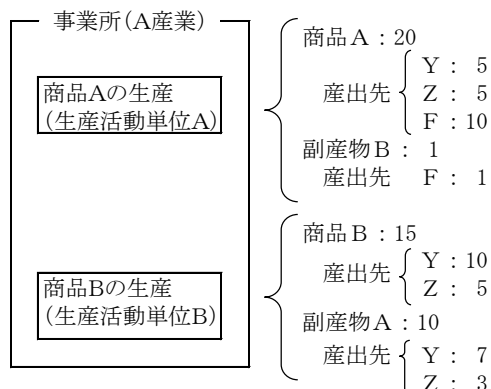 事業所(A産業)
商品Aの生産
(生産活動単位A)
商品A:20
産出先
Y: 5
Z: 5
F:10
副産物B: 1
産出先 F: 1
商品Bの生産
(生産活動単位B)
商品B:15
産出先
Y:10
Z: 5
副産物A:10
産出先
Y: 7
Z: 3